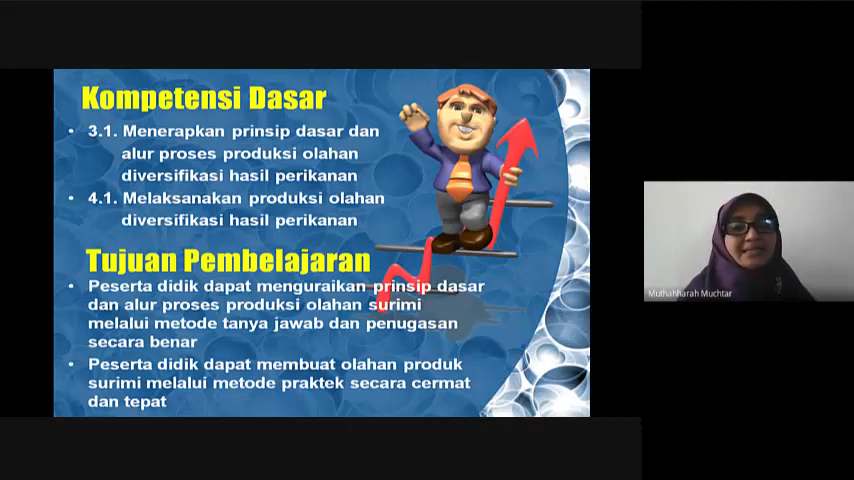 Kompetensi Dasar
• 3.1. Menerapkan prinsip dasar dan
alur proses produksi olahan
diversifikasi hasil perikanan
• 4.1. Melaksanakan produksi olahan
diversifikasi hasil perikanan
Tujuan Pembelajaran
• Peserta didik dapat menguraikan prinsip dasar
dan alur proses produksi olahan surimi
melalui metode tanya jawab dan penugasan
secara benar
• Peserta didik dapat membuat olahan produk
surimi melalui metode praktek secara cermat
dan tepat
Muthahharah Muchtar